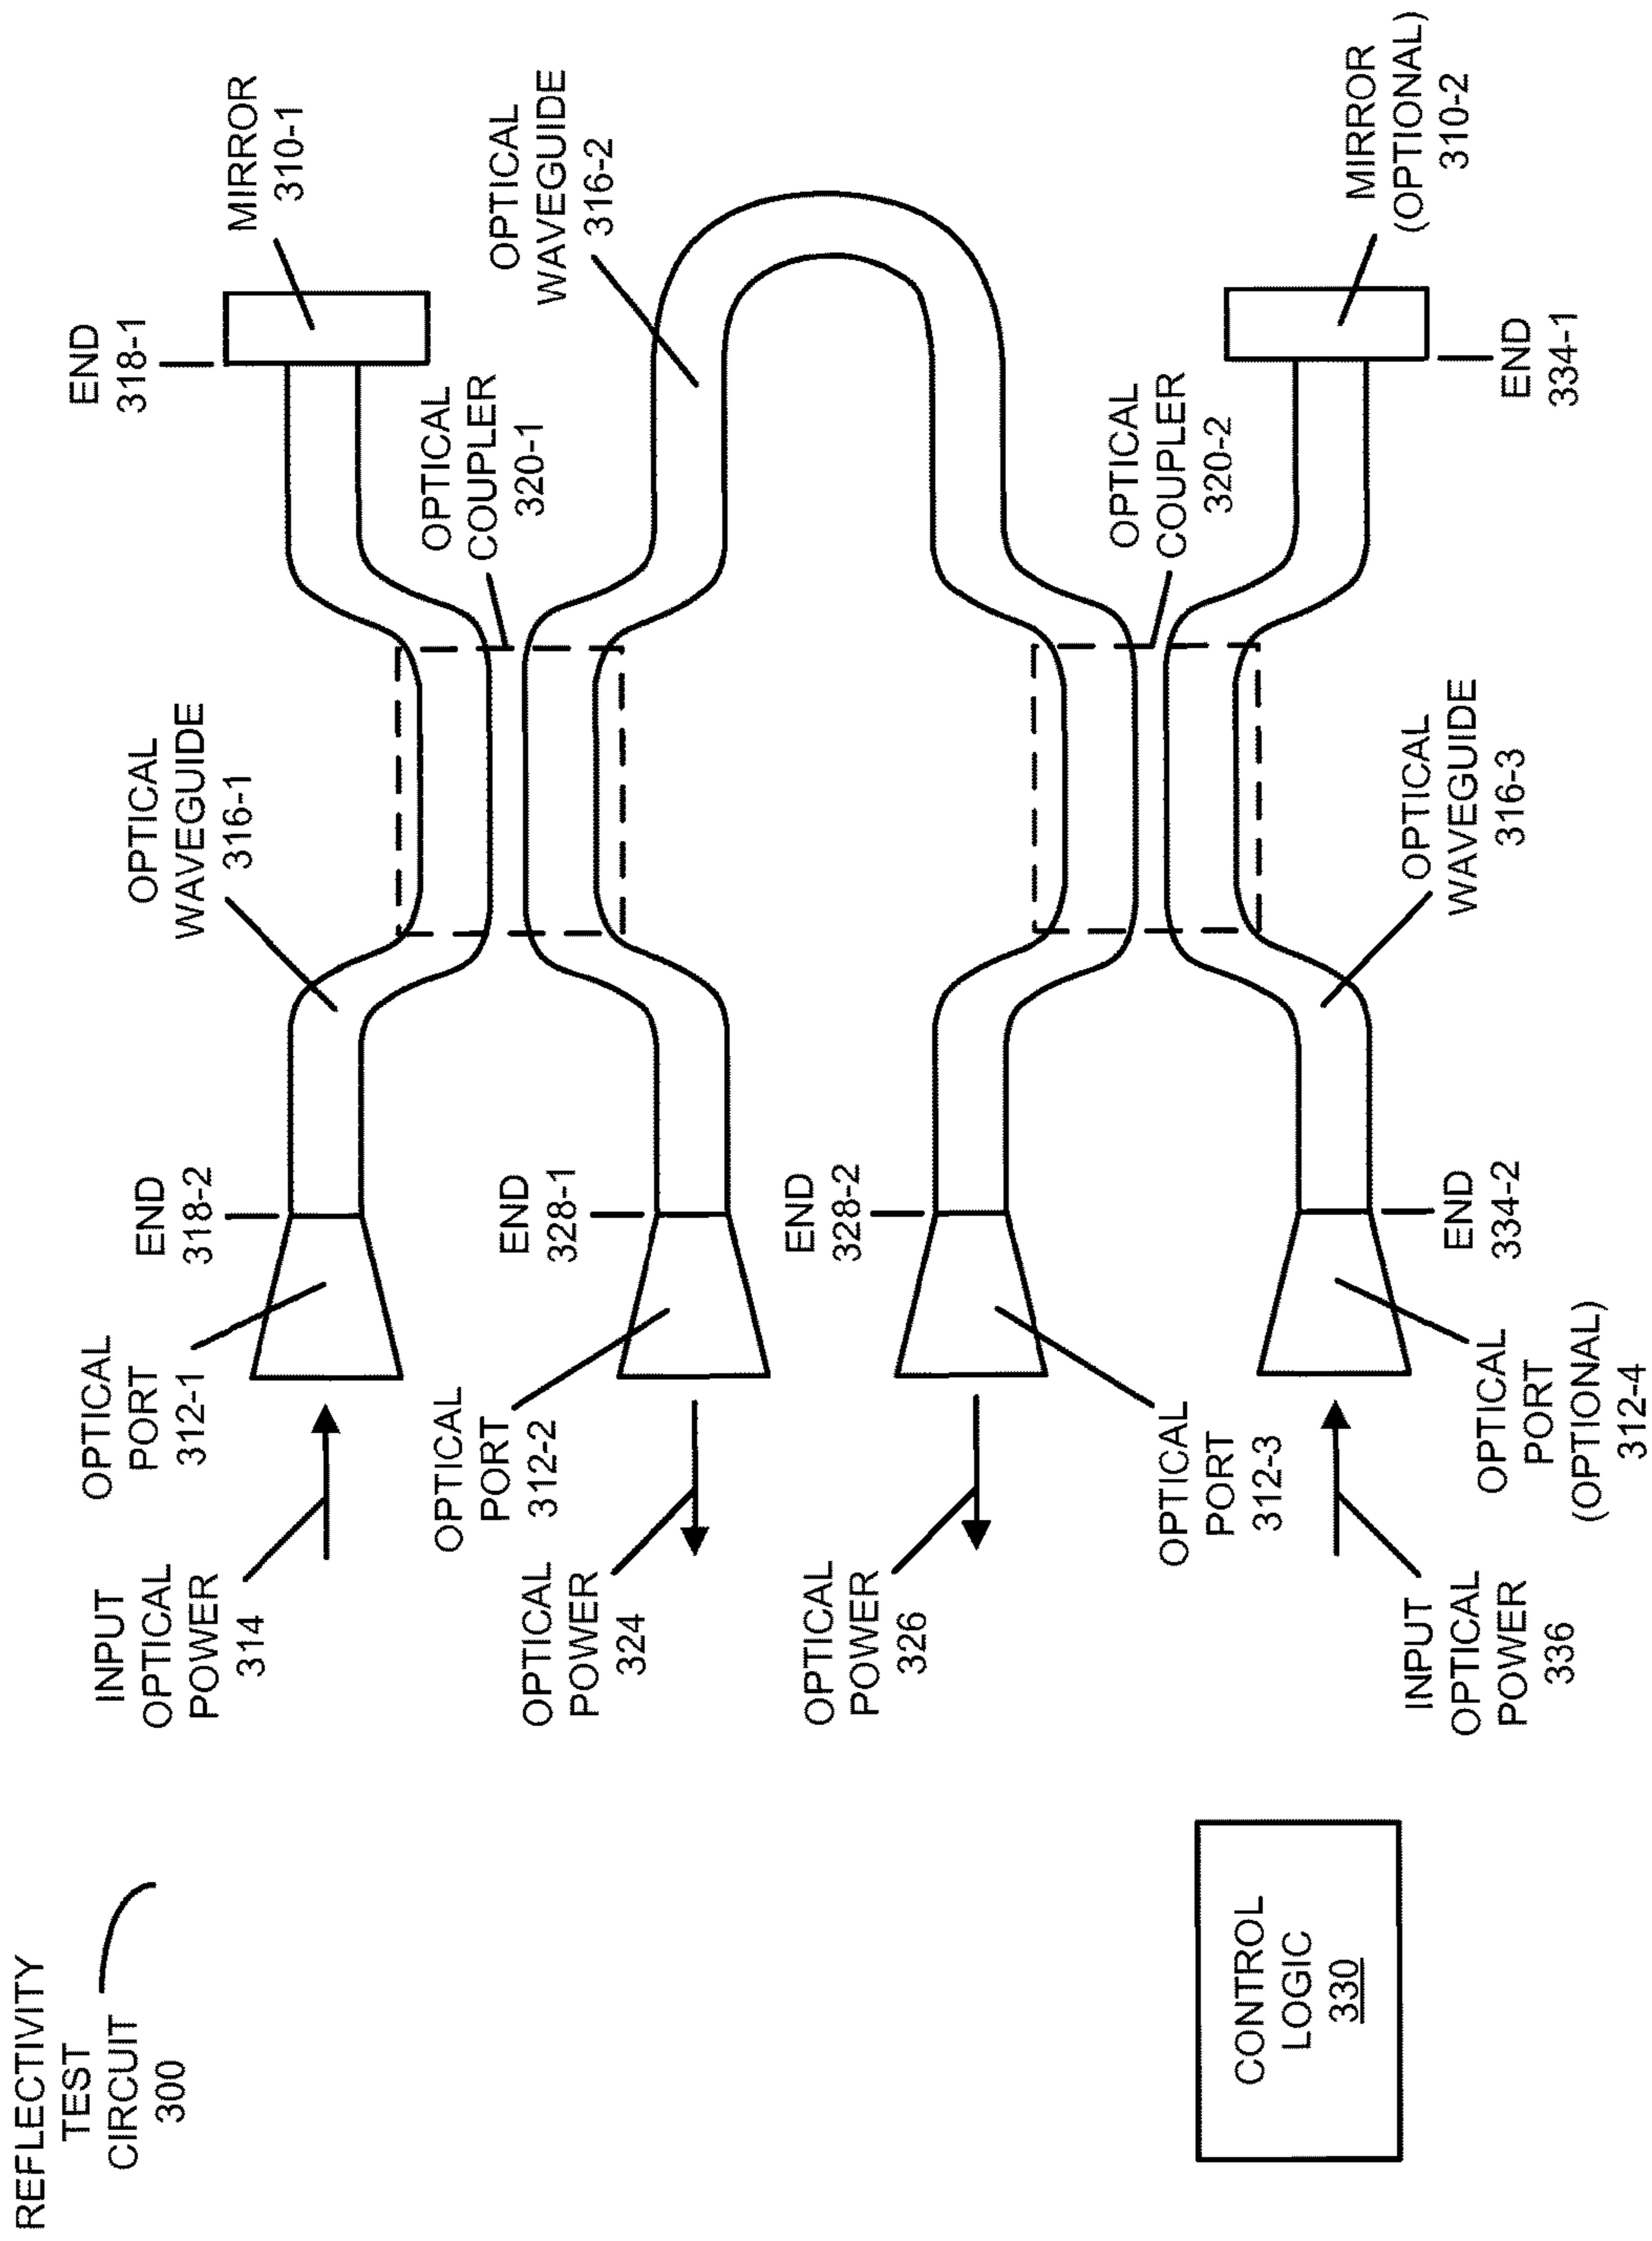 REFLECTIVITY
TEST
CIRCUIT
300
INPUT
OPTICAL
POWER
314
OPTICAL
PORT
312-1
END
318-2
OPTICAL
WAVEGUIDE
316-1
END
318-1
MIRROR
310-1
OPTICAL
COUPLER
320-1
OPTICAL
WAVEGUIDE
316-2
OPTICAL
POWER
324
OPTICAL
PORT
312-2
END
328-1
OPTICAL
POWER
326
OPTICAL
PORT
312-3
END
328-2
OPTICAL
COUPLER
320-2
CONTROL
LOGIC
330
INPUT
OPTICAL
POWER
336
OPTICAL
PORT
(OPTIONAL)
312-4
END
334-2
OPTICAL
WAVEGUIDE
316-3
END
334-1
MIRROR
(OPTIONAL)
310-2